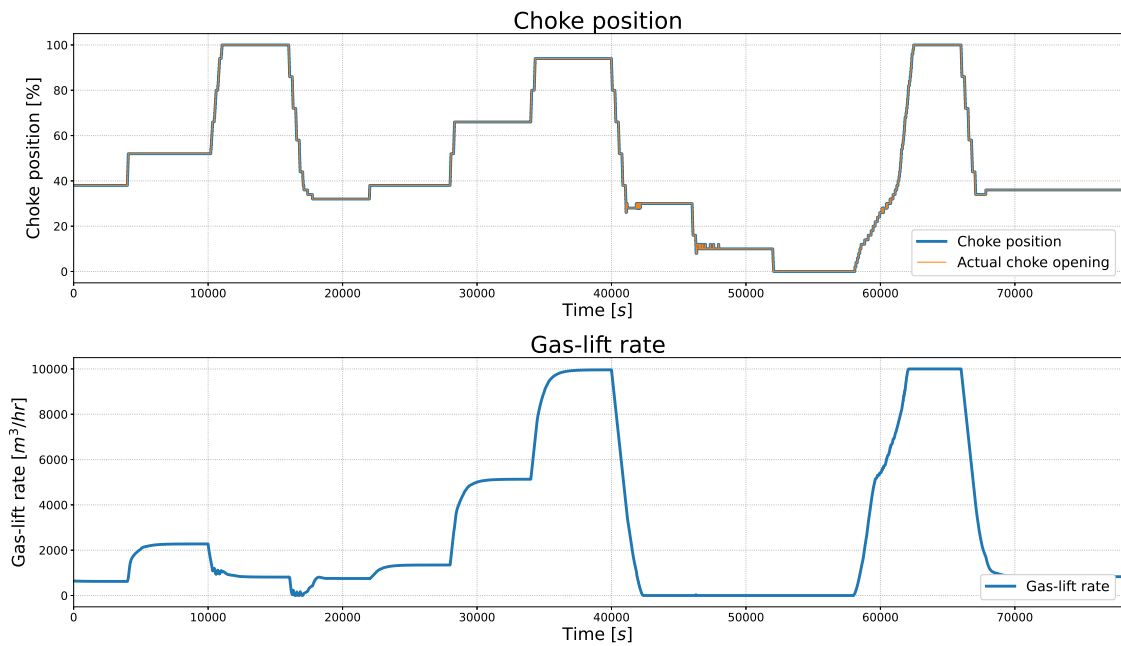 Choke position
Choke position [%]
100
80
60
40
20
0
Choke position
Actual choke opening
0 10000 20000 30000 40000 50000 60000 70000
Time [s]
Gas-lift rate
Gas-lift rate [m³/hr]
10000
8000
6000
4000
2000
0
Gas-lift rate
0 10000 20000 30000 40000 50000 60000 70000
Time [s]